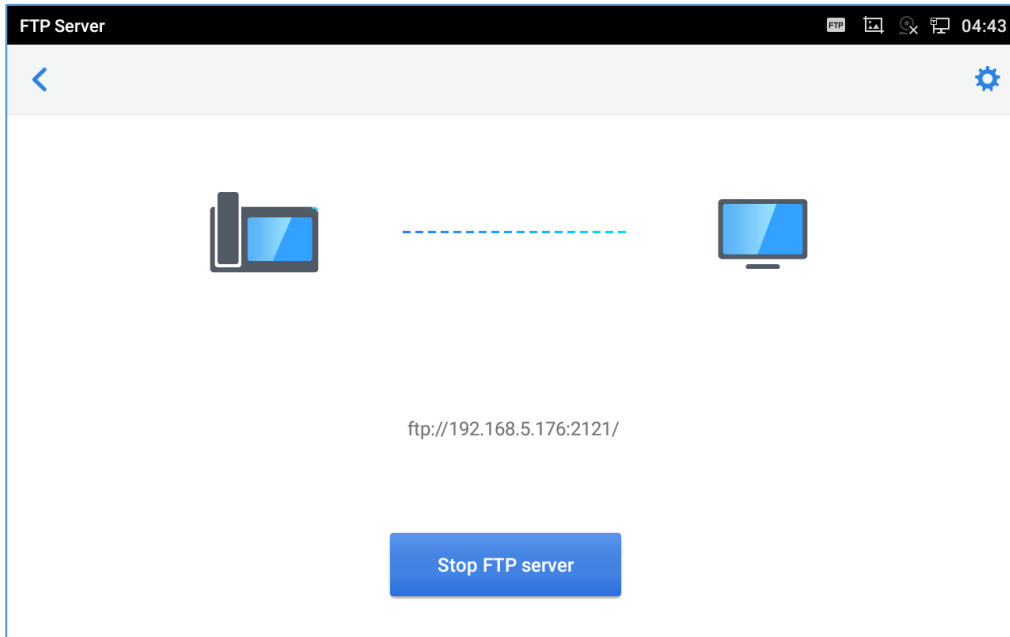 FTP Server
FTP
04:43
ftp://192.168.5.176:2121/
Stop FTP server